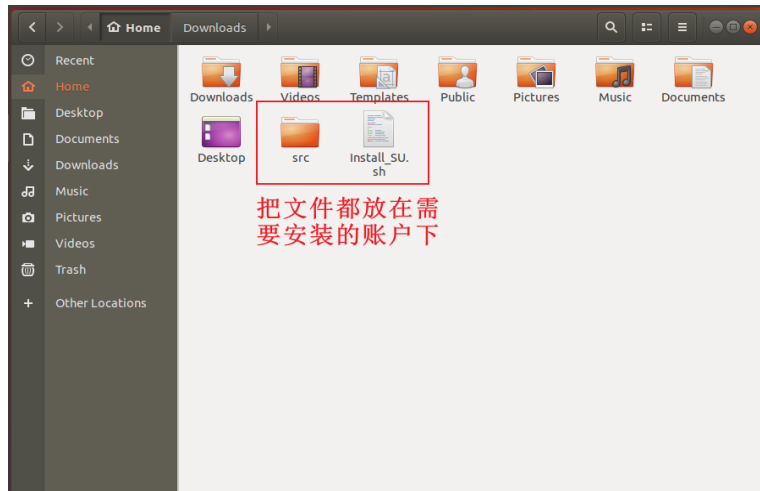 Home
Downloads
Recent
Home
Desktop
Documents
Downloads
Music
Pictures
Videos
Trash
Other Locations
Downloads
Videos
Templates
Public
Pictures
Music
Documents
Desktop
src
Install_SU.
sh
把文件都放在需
要安装的账户下